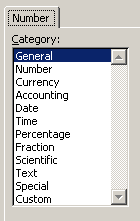 Number
Category:
General
Number
Currency
Accounting
Date
Time
Percentage
Fraction
Scientific
Text
Special
Custom